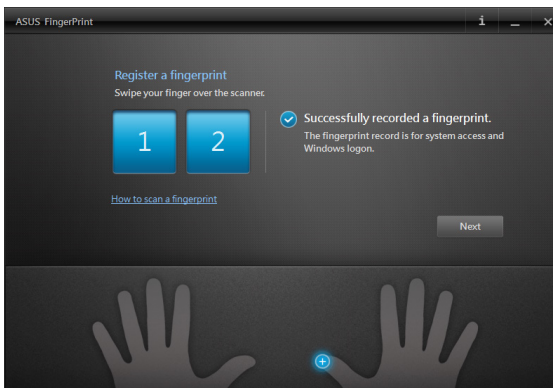 ASUS FingerPrint
Register a fingerprint
Swipe your finger over the scanner.
1 2
Successfully recorded a fingerprint.
The fingerprint record is for system access and
Windows logon.
How to scan a fingerprint
Next